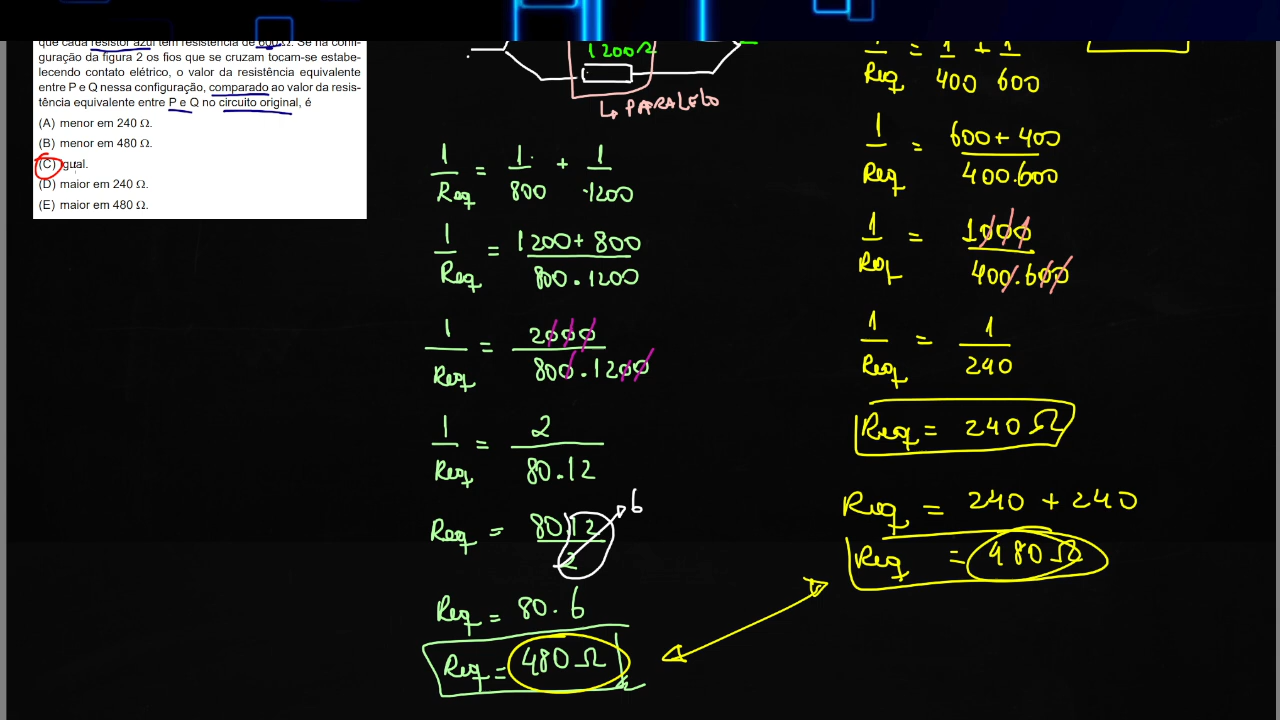 que cada resistor azul tem resistência de 600 Ω. Se na confi-
guração da figura 2 os fios que se cruzam tocam-se estabe-
lecendo contato elétrico, o valor da resistência equivalente
entre P e Q nessa configuração, comparado ao valor da resis-
tência equivalente entre P e Q no circuito original, é
(A) menor em 240 Ω.
(B) menor em 480 Ω.
(C) igual.
(D) maior em 240 Ω.
(E) maior em 480 Ω.
1200Ω
↳ PARALELO
1/Req = 1/800 + 1/1200
1/Req = 1200 + 800/800.1200
1/Req = 2000/800.1200
1/Req = 2/80.12
Req = 80.12/2 6
Req = 80.6
Req = 480Ω
1/Req = 1/400 + 1/600
1/Req = 600 + 400/400.600
1/Req = 1000/400.600
1/Req = 1/240
Req = 240Ω
Req = 240 + 240
Req = 480Ω